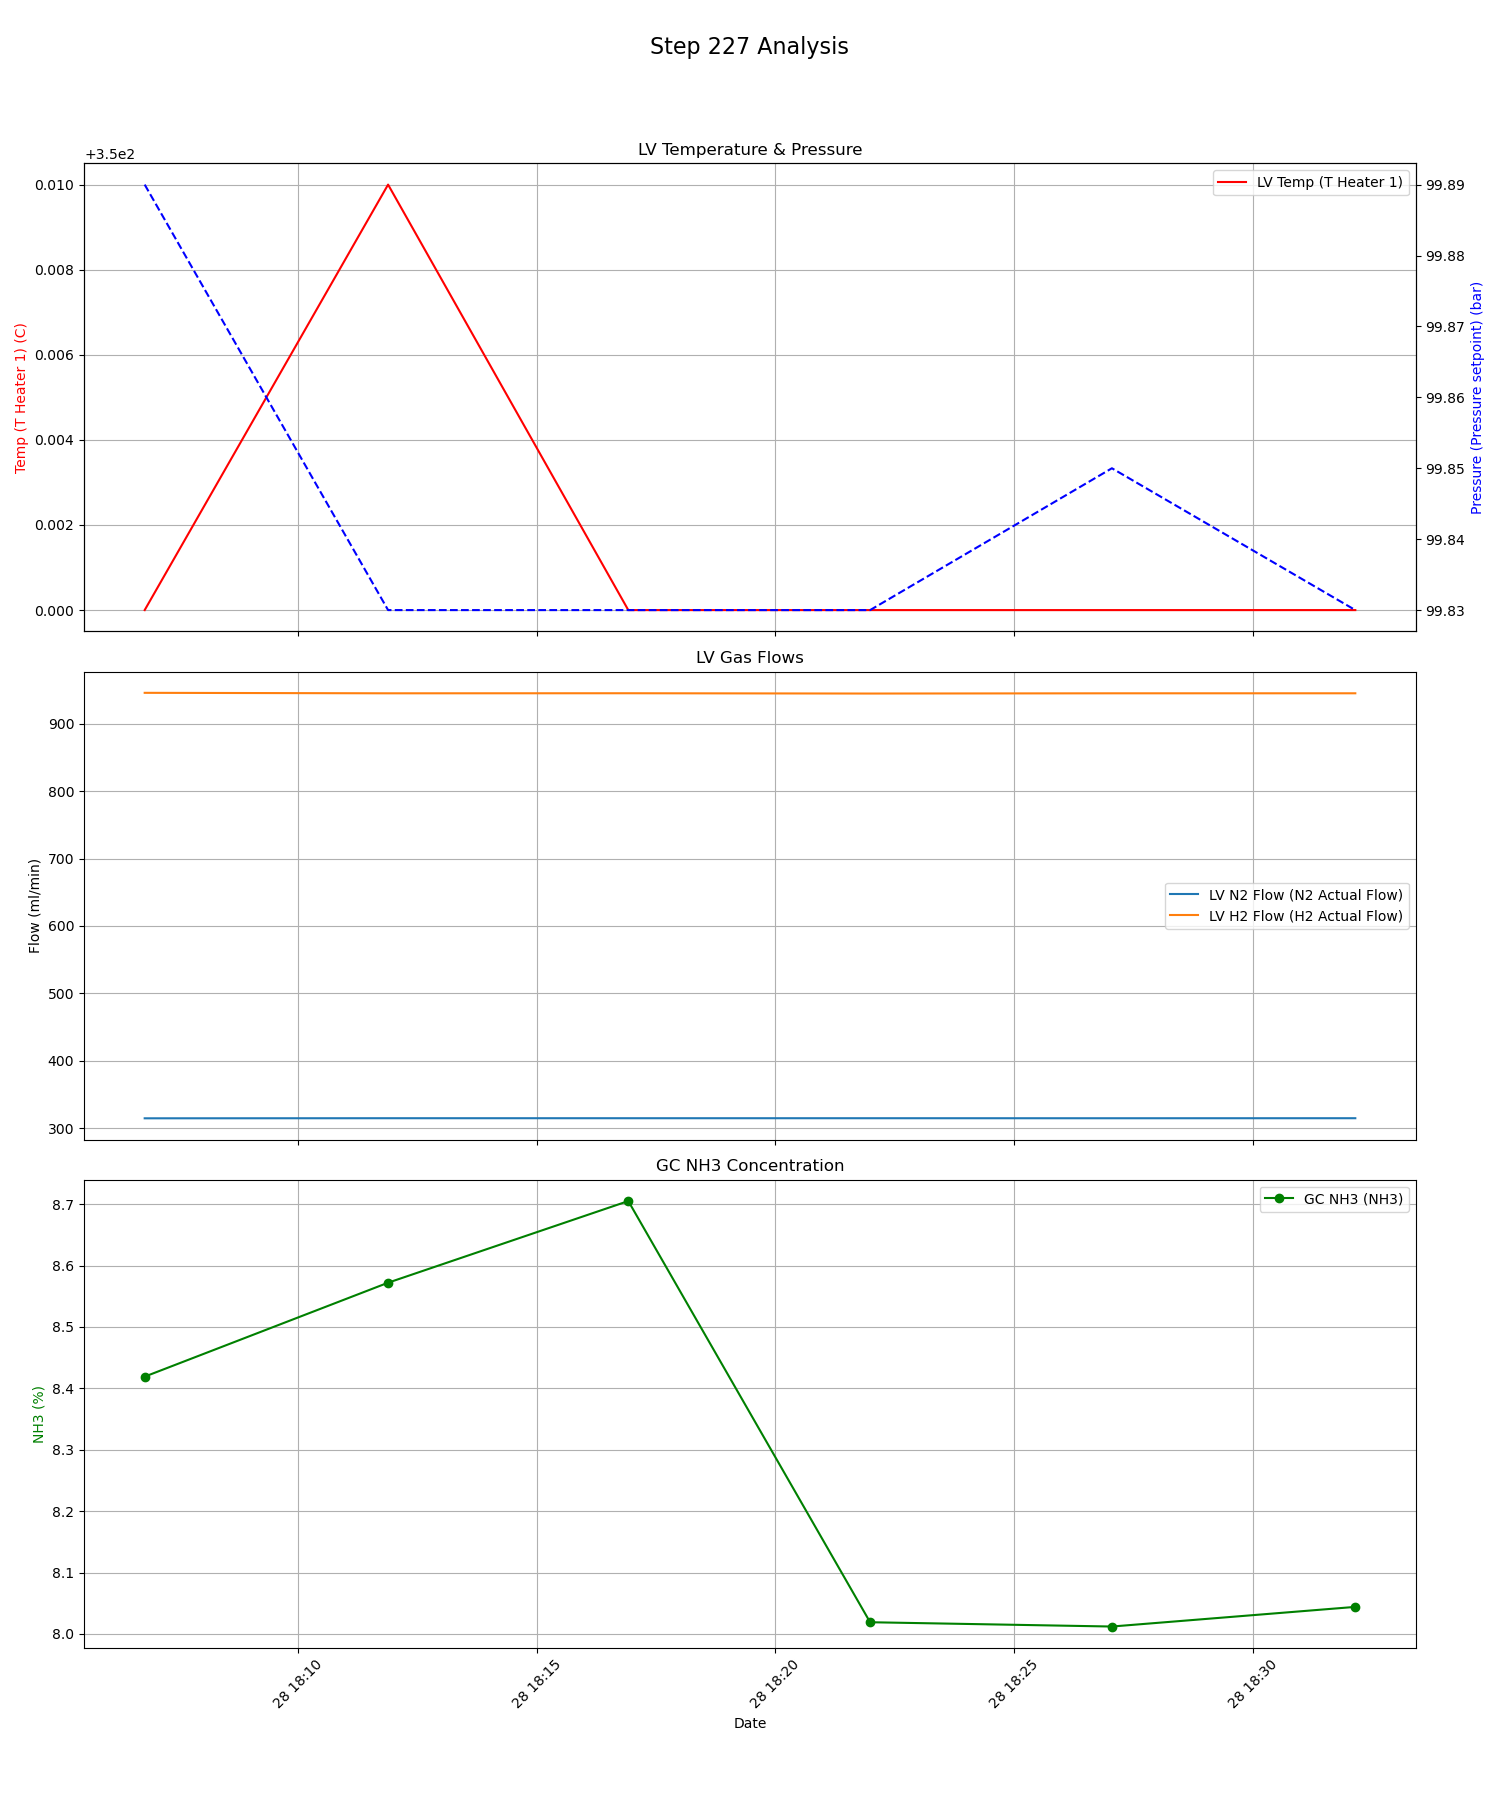 Step 227 Analysis
LV Temperature & Pressure
+3.5e2
LV Temp (T Heater 1)
0.010
0.008
0.006
0.004
0.002
0.000
Temp (T Heater 1) (C)
99.89
99.88
99.87
99.86
99.85
99.84
99.83
Pressure (Pressure setpoint) (bar)
LV Gas Flows
900
800
700
600
500
400
300
Flow (ml/min)
LV N2 Flow (N2 Actual Flow)
LV H2 Flow (H2 Actual Flow)
GC NH3 Concentration
GC NH3 (NH3)
8.7
8.6
8.5
8.4
8.3
8.2
8.1
8.0
NH3 (%)
28 18:10
28 18:15
28 18:20
28 18:25
28 18:30
Date